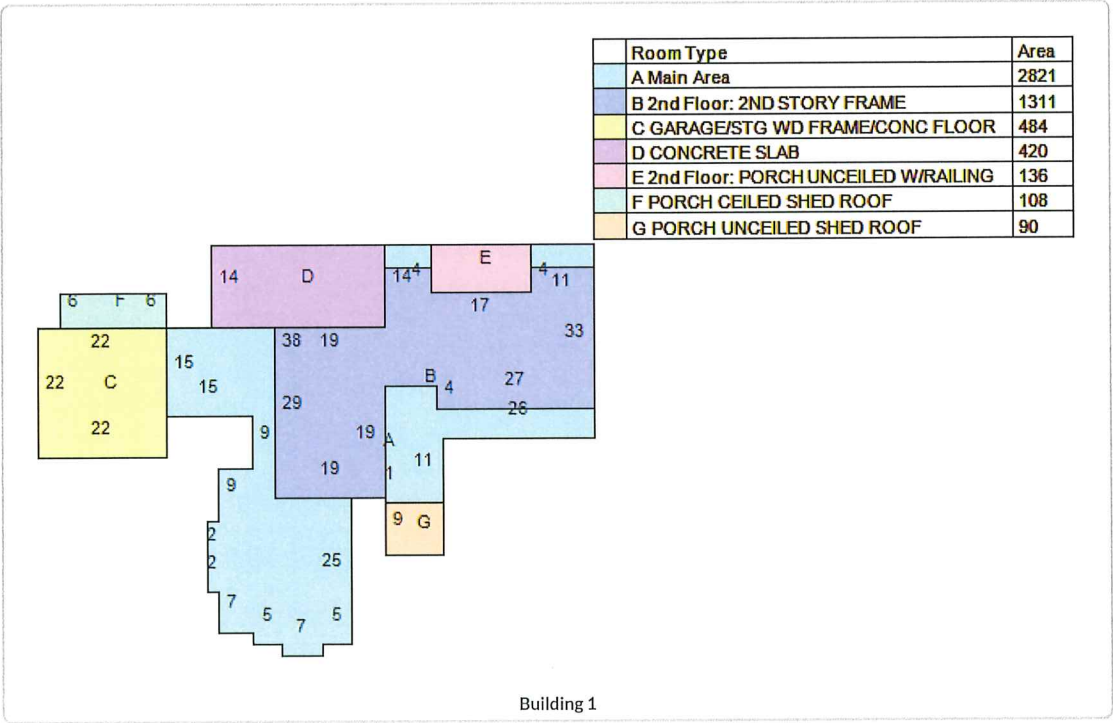 Room Type Area
A Main Area 2821
B 2nd Floor: 2ND STORY FRAME 1311
C GARAGE/STG WD FRAME/CONC FLOOR 484
D CONCRETE SLAB 420
E 2nd Floor: PORCH UNCEILED W/RAILING 136
F PORCH CEILED SHED ROOF 108
G PORCH UNCEILED SHED ROOF 90
E
14 D 14 4 4
11
6 F 6
17
33
22 38 19
15
22 C 15 B 4 27
29 26
22 9 19 A
19 11
1
9
9 G
2
2 25
7
5 7 5
Building 1